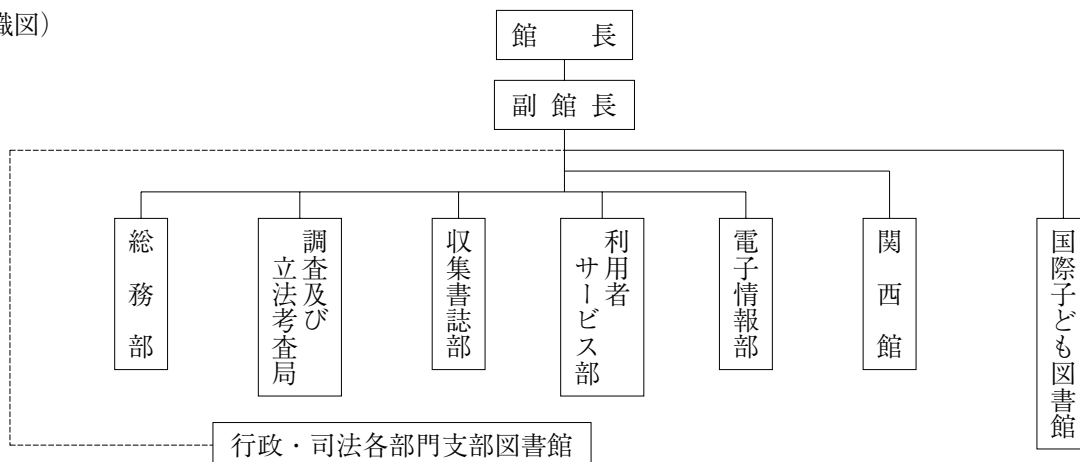 織図）
館長
副館長
総務部
調査及び
立法考査局
収集書誌部
利用者
サービス部
電子情報部
関西館
国際子ども図書館
行政・司法各部門支部図書館